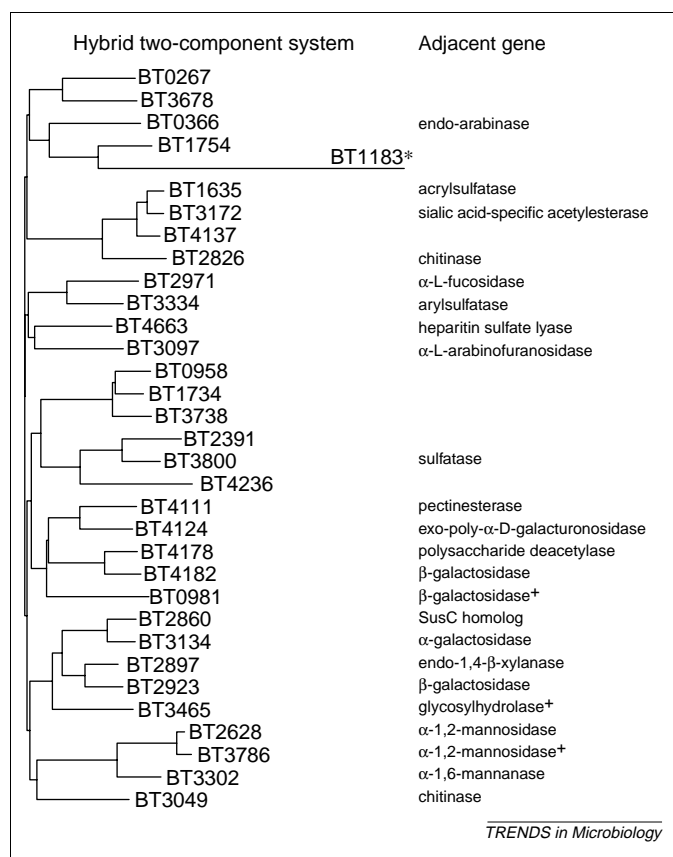 Hybrid two-component system Adjacent gene
BT0267
BT3678
BT0366 endo-arabinase
BT1754
BT1183*
BT1635 acrylsulfatase
BT3172 sialic acid-specific acetylesterase
BT4137
BT2826 chitinase
BT2971 α-L-fucosidase
BT3334 arylsulfatase
BT4663 heparitin sulfate lyase
BT3097 α-L-arabinofuranosidase
BT0958
BT1734
BT3738
BT2391
BT3800 sulfatase
BT4236
BT4111 pectinesterase
BT4124 exo-poly-α-D-galacturonosidase
BT4178 polysaccharide deacetylase
BT4182 β-galactosidase
BT0981 β-galactosidase+
BT2860 SusC homolog
BT3134 α-galactosidase
BT2897 endo-1,4-β-xylanase
BT2923 β-galactosidase
BT3465 glycosylhydrolase+
BT2628 α-1,2-mannosidase
BT3786 α-1,2-mannosidase+
BT3302 α-1,6-mannanase
BT3049 chitinase
TRENDS in Microbiology